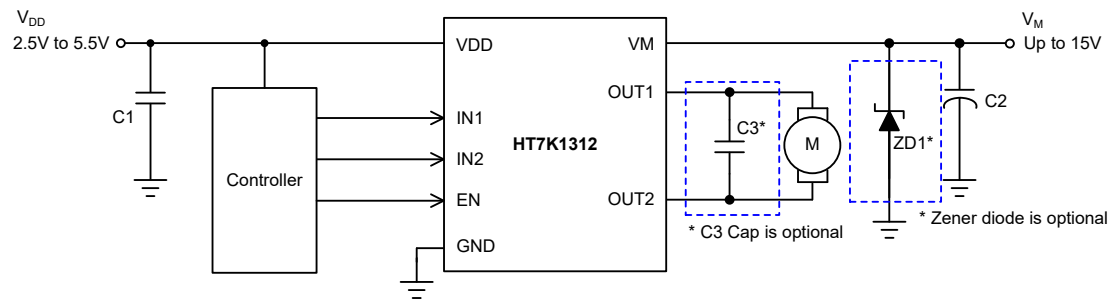 VDD
2.5V to 5.5V
C1
Controller
VDD
IN1
IN2
EN
GND
HT7K1312
VM
OUT1
OUT2
C3*
M
* C3 Cap is optional
ZD1*
C2
* Zener diode is optional
VM
Up to 15V